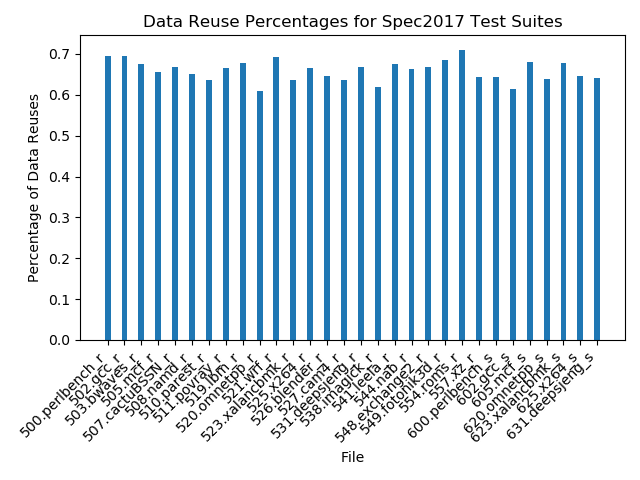 Data Reuse Percentages for Spec2017 Test Suites
Percentage of Data Reuses
0.7
0.6
0.5
0.4
0.3
0.2
0.1
0.0
500.perlbench_r
502.gcc_r
503.bwaves_r
505.mcf_r
507.cactuBSSN_r
508.namd_r
510.parest_r
511.povray_r
519.lbm_r
520.omnetpp_r
521.wrf_r
523.xalancbmk_r
525.x264_r
526.blender_r
527.cam4_r
531.deepsjeng_r
538.imagick_r
541.leela_r
544.nab_r
548.exchange2_r
549.fotonik3d_r
554.roms_r
557.xz_r
600.perlbench_s
602.gcc_s
605.mcf_s
620.omnetpp_s
623.xalancbmk_s
625.x264_s
631.deepsjeng_s
File